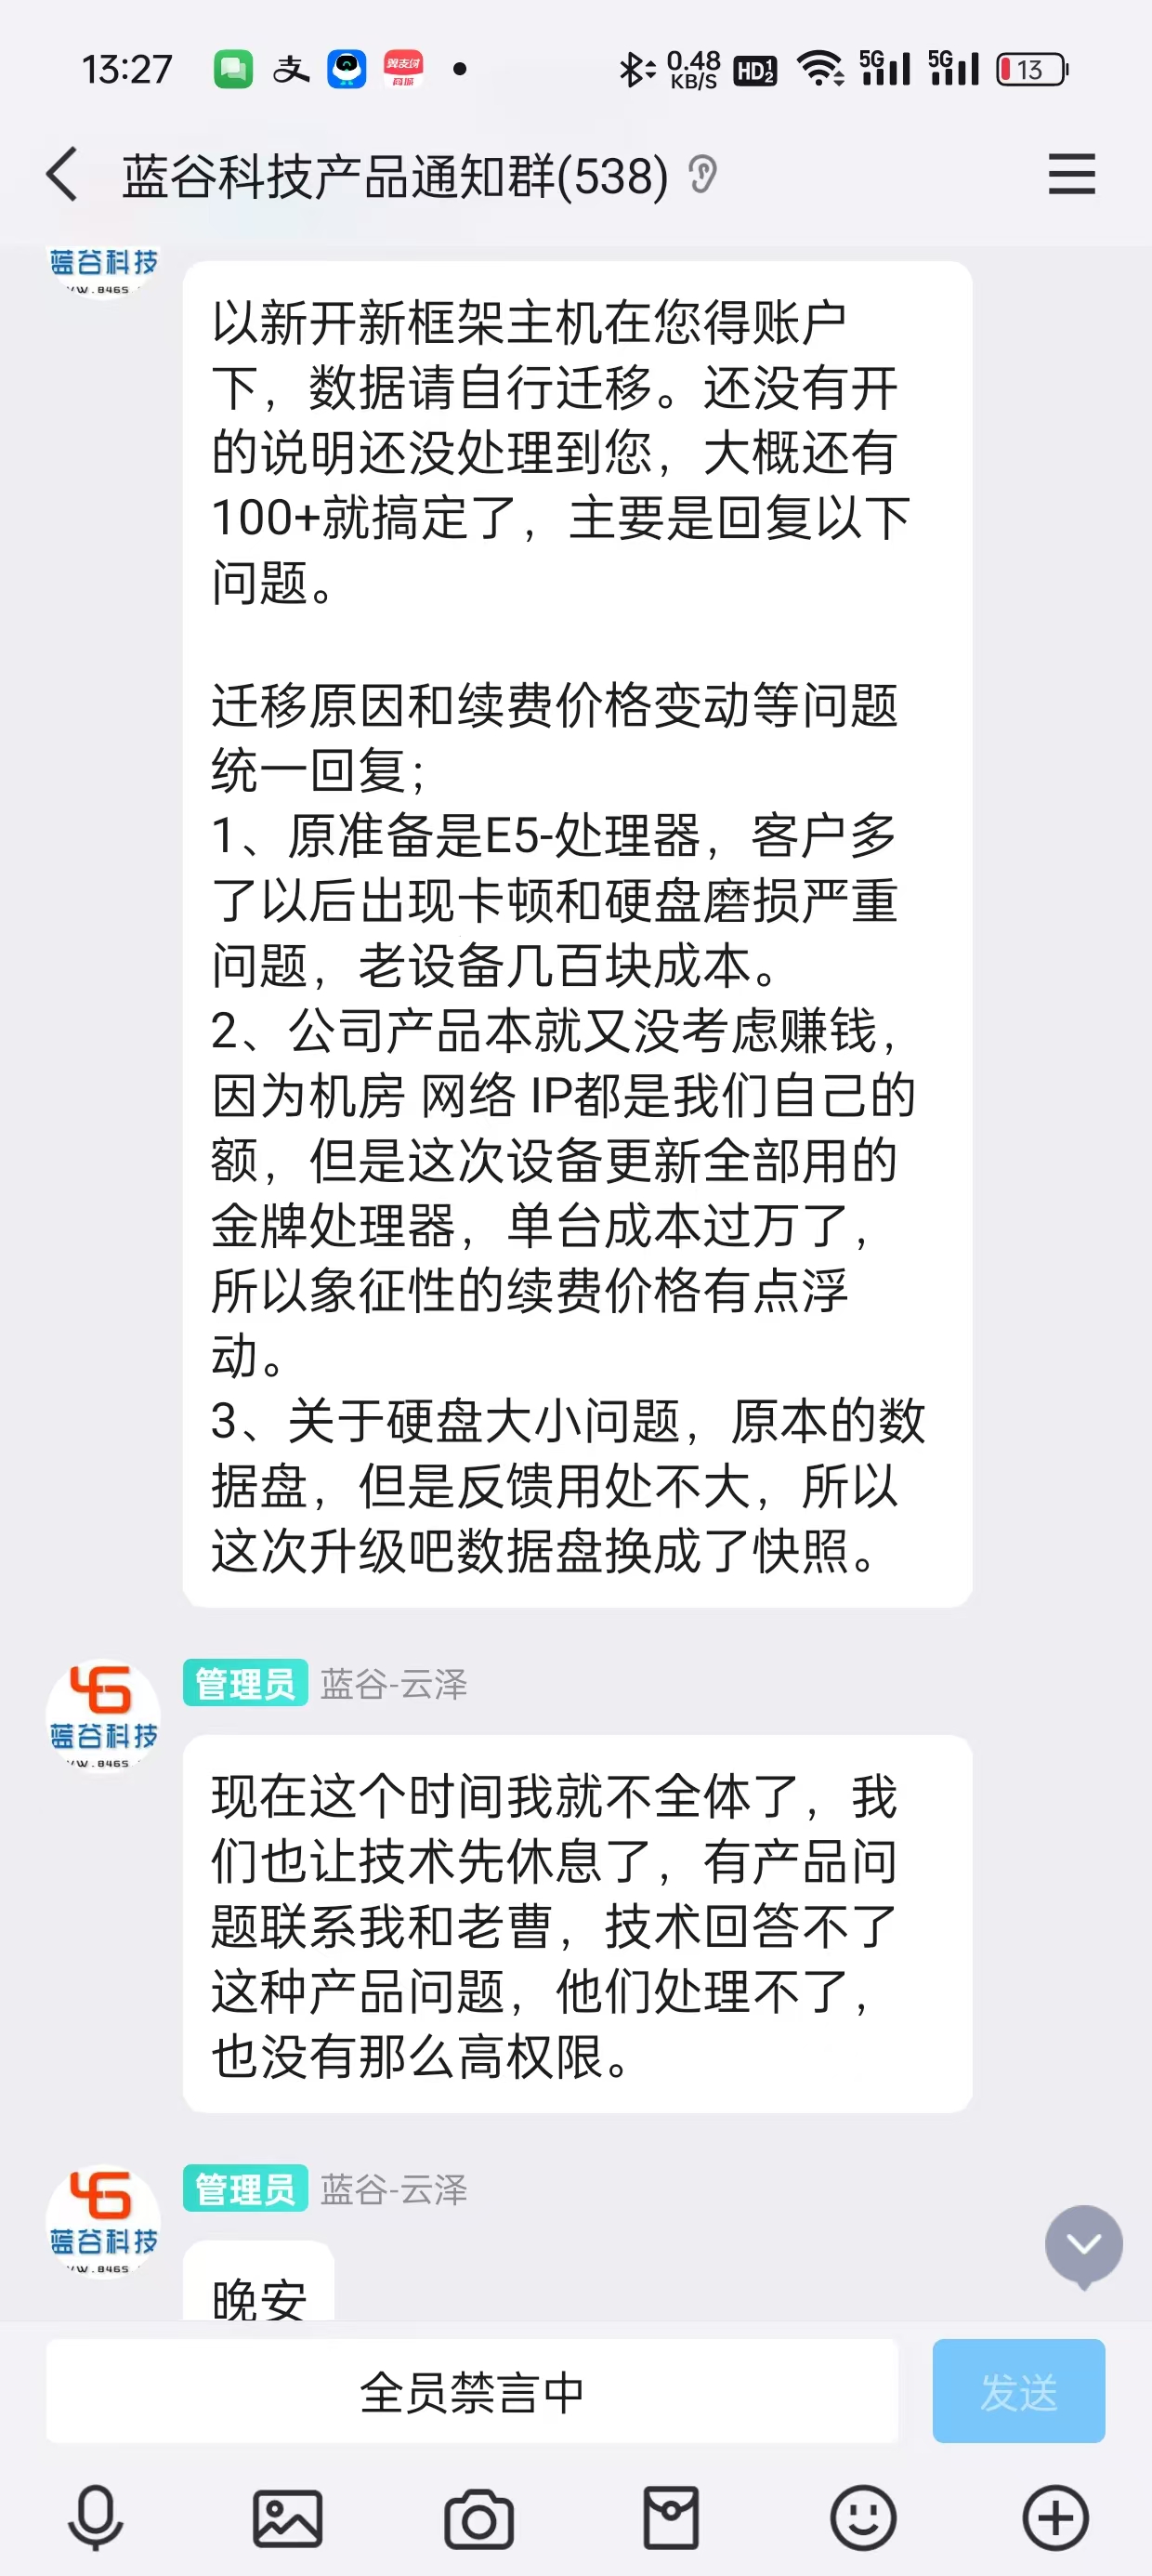 13:27
支
翼支付
商城
0.48
KB/S
HD 1 2
5G
5G
13
蓝谷科技产品通知群(538)
蓝谷科技
以新开新框架主机在您得账户
下，数据请自行迁移。还没有开
的说明还没处理到您，大概还有
100+就搞定了，主要是回复以下
问题。
迁移原因和续费价格变动等问题
统一回复；
1、原准备是E5-处理器，客户多
了以后出现卡顿和硬盘磨损严重
问题，老设备几百块成本。
2、公司产品本就又没考虑赚钱，
因为机房 网络 IP都是我们自己的
额，但是这次设备更新全部用的
金牌处理器，单台成本过万了，
所以象征性的续费价格有点浮
动。
3、关于硬盘大小问题，原本的数
据盘，但是反馈用处不大，所以
这次升级吧数据盘换成了快照。
管理员 蓝谷-云泽
蓝谷科技
现在这个时间我就不全体了，我
们也让技术先休息了，有产品问
题联系我和老曹，技术回答不了
这种产品问题，他们处理不了，
也没有那么高权限。
管理员 蓝谷-云泽
蓝谷科技
晚安
全员禁言中
发送